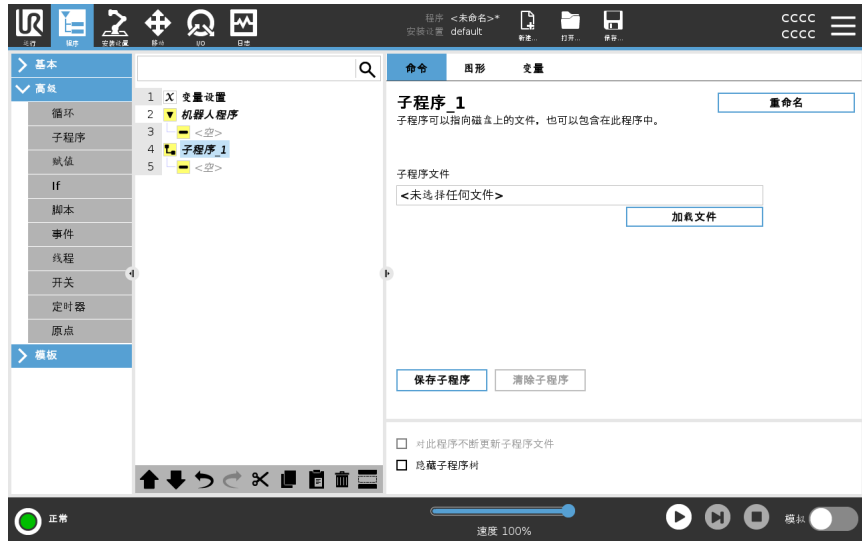 UR
程序 <未命名>*
安装设置 default
CCCC
CCCC
运行
程序
安装设置
移动
I/O
日志
新建...
打开...
保存...
基本
高级
循环
子程序
赋值
If
脚本
事件
线程
开关
定时器
原点
模板
1 X 变量设置
2 机器人程序
3 <空>
4 子程序_1
5 <空>
命令 图形 变量
子程序_1
重命名
子程序可以指向磁盘上的文件，也可以包含在此程序中。
子程序文件
<未选择任何文件>
加载文件
保存子程序
清除子程序
对此程序不断更新子程序文件
隐藏子程序树
正常
速度 100%
模拟